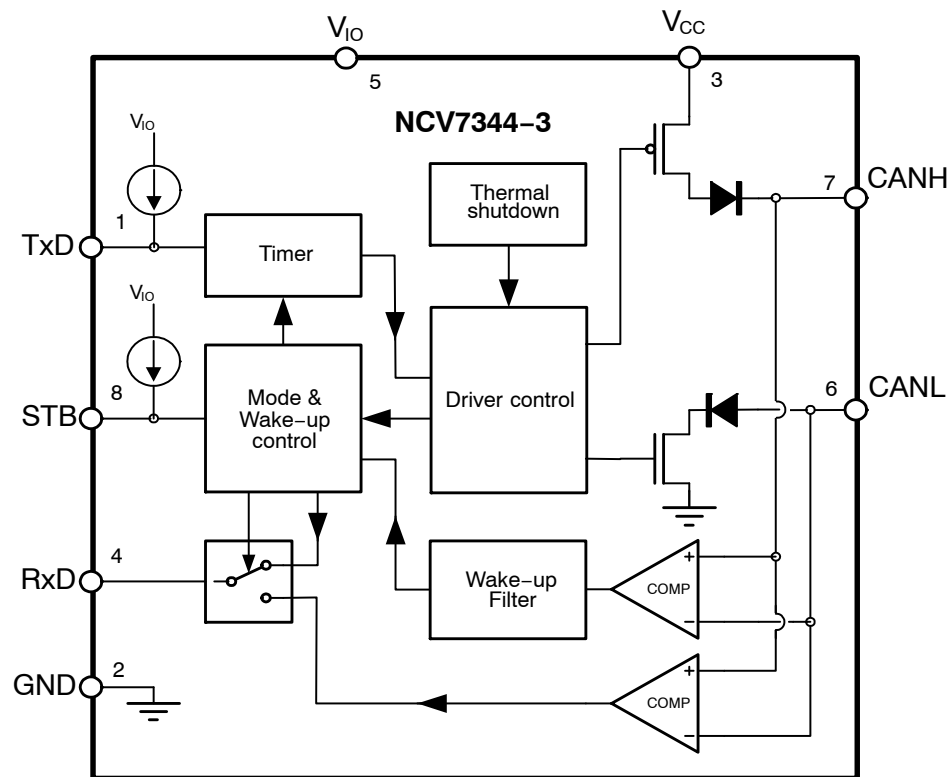 V_IO
V_CC
5
3
NCV7344−3
V_IO
Thermal
shutdown
7
CANH
1
TxD
Timer
V_IO
8
STB
Mode &
Wake−up
control
Driver control
6
CANL
4
RxD
Wake−up
Filter
+
COMP
−
2
GND
+
COMP
−